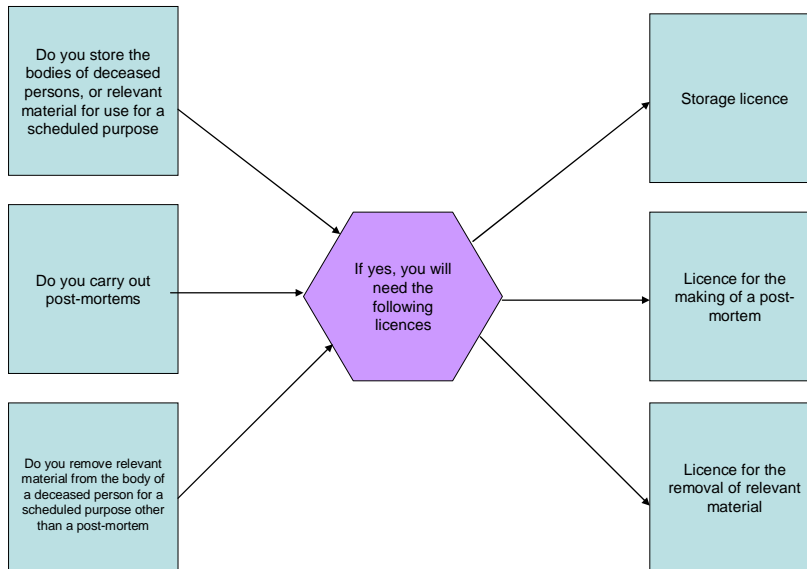 Do you store the
bodies of deceased
persons, or relevant
material for use for a
scheduled purpose
Storage licence
Do you carry out
post-mortems
If yes, you will
need the
following
licences
Licence for the
making of a post-
mortem
Do you remove relevant
material from the body of
a deceased person for a
scheduled purpose other
than a post-mortem
Licence for the
removal of relevant
material